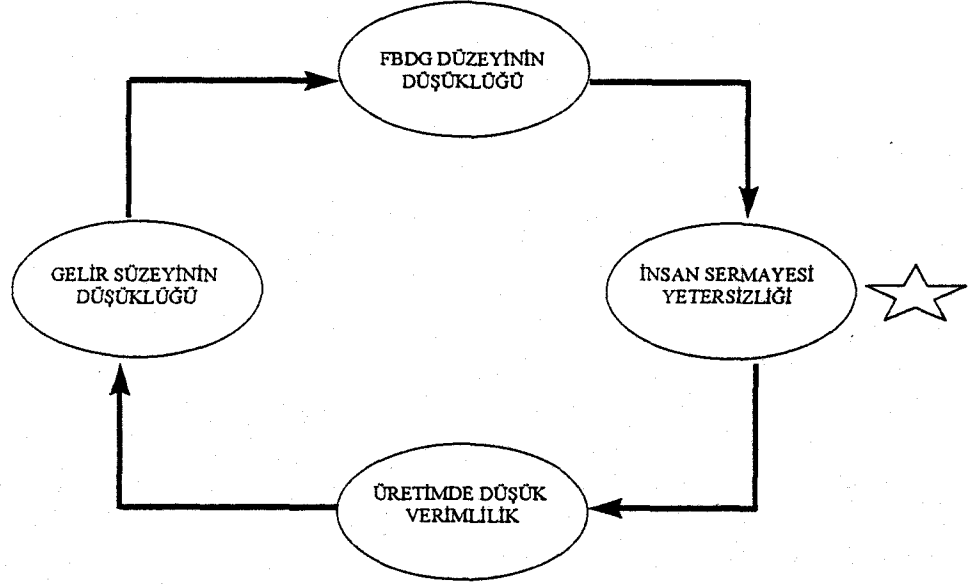 FBDG DÜZEYİNİN
DÜŞÜKLÜĞÜ
GELİR SÜZEYİNİN
DÜŞÜKLÜĞÜ
İNSAN SERMAYESİ
YETERSİZLİĞİ
ÜRETİMDE DÜŞÜK
VERİMLİLİK